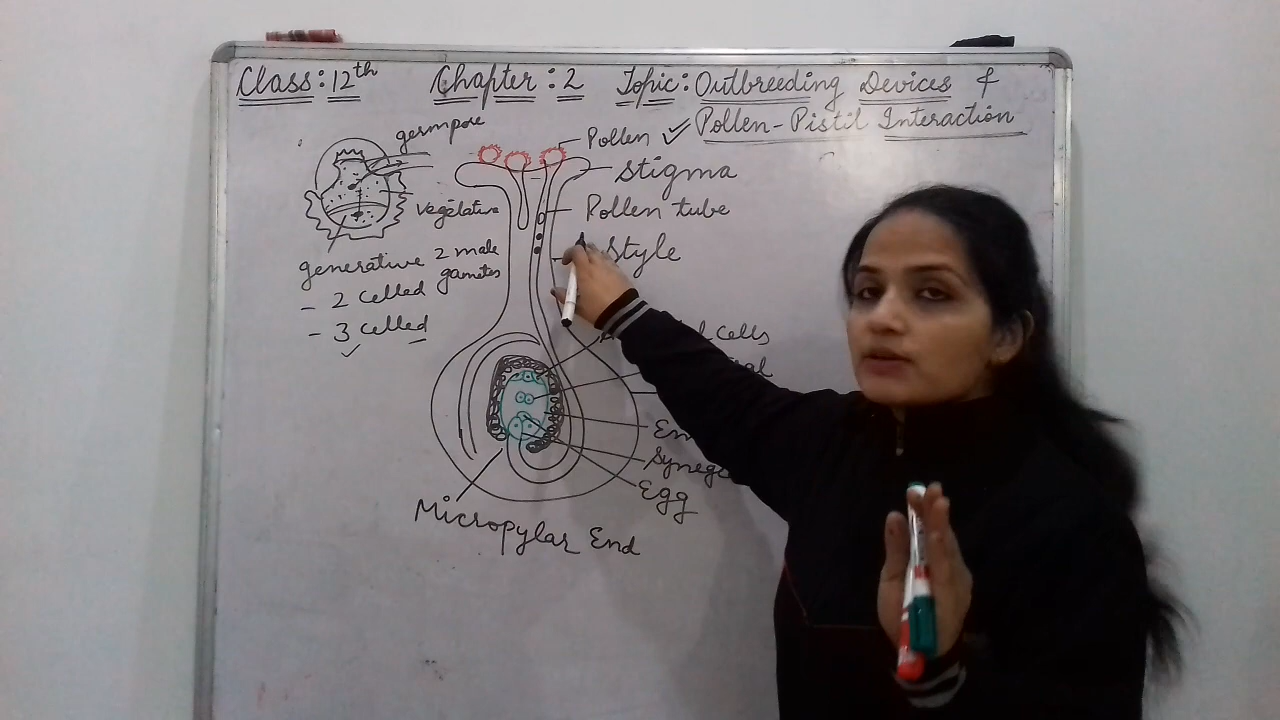 Class: 12th Chapter: 2 Topic: Outbreeding Devices &
Pollen-Pistil Interaction
germpore
Pollen ✓
Stigma
vegetative
Pollen tube
Style
generative 2 male
gametes
- 2 celled
- 3 celled
cells
Egg
Micropylar End